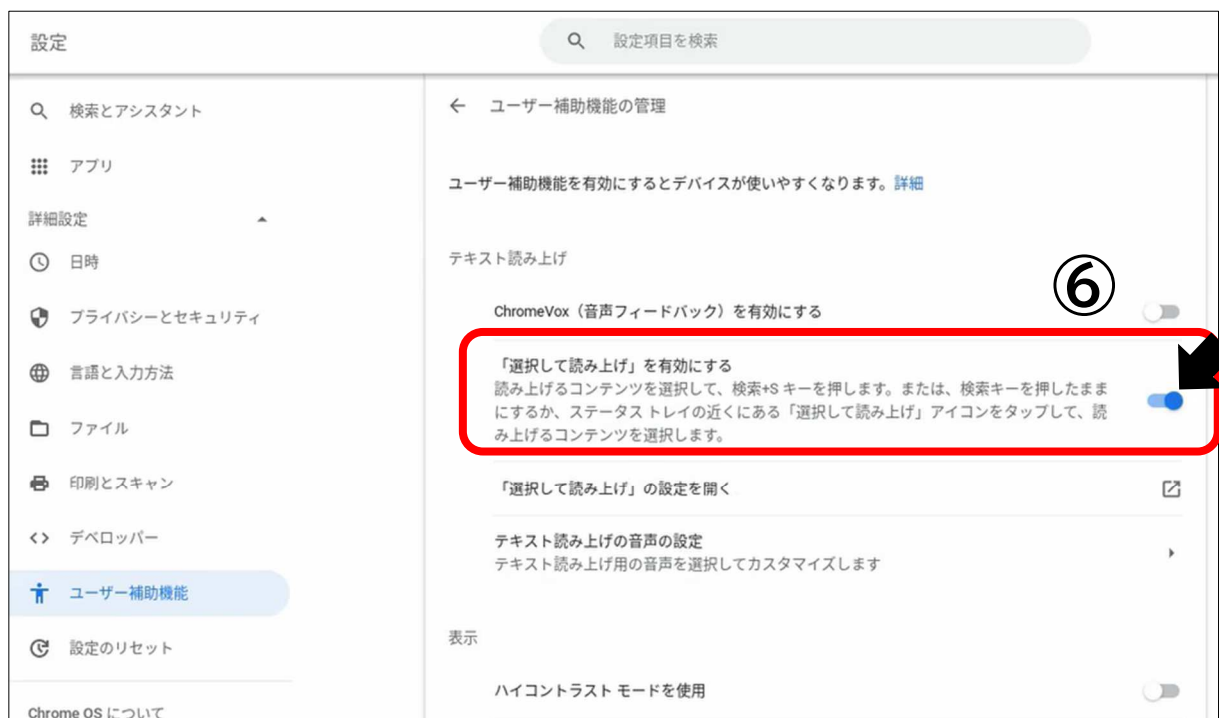 設定
設定項目を検索
検索とアシスタント
アプリ
詳細設定
日時
プライバシーとセキュリティ
言語と入力方法
ファイル
印刷とスキャン
デベロッパー
ユーザー補助機能
設定のリセット
Chrome OS について
ユーザー補助機能の管理
ユーザー補助機能を有効にするとデバイスが使いやすくなります。詳細
テキスト読み上げ
⑥
ChromeVox（音声フィードバック）を有効にする
「選択して読み上げ」を有効にする
読み上げるコンテンツを選択して、検索+S キーを押します。または、検索キーを押したまま
にするか、ステータス トレイの近くにある「選択して読み上げ」アイコンをタップして、読
み上げるコンテンツを選択します。
「選択して読み上げ」の設定を開く
テキスト読み上げの音声の設定
テキスト読み上げ用の音声を選択してカスタマイズします
表示
ハイコントラスト モードを使用